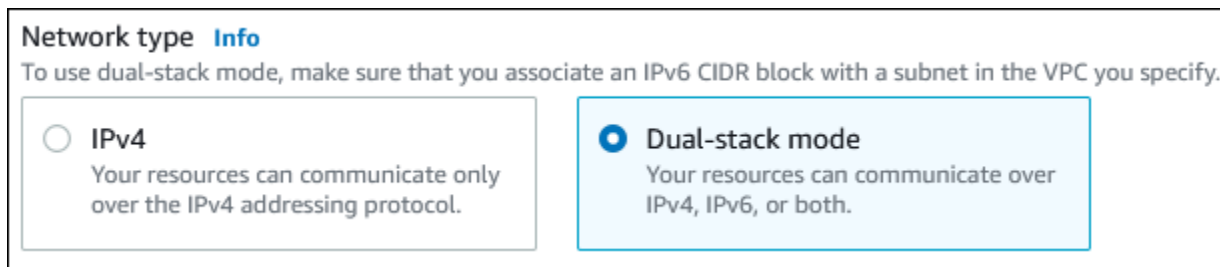 Network type Info
To use dual-stack mode, make sure that you associate an IPv6 CIDR block with a subnet in the VPC you specify.
IPv4
Your resources can communicate only
over the IPv4 addressing protocol.
Dual-stack mode
Your resources can communicate over
IPv4, IPv6, or both.